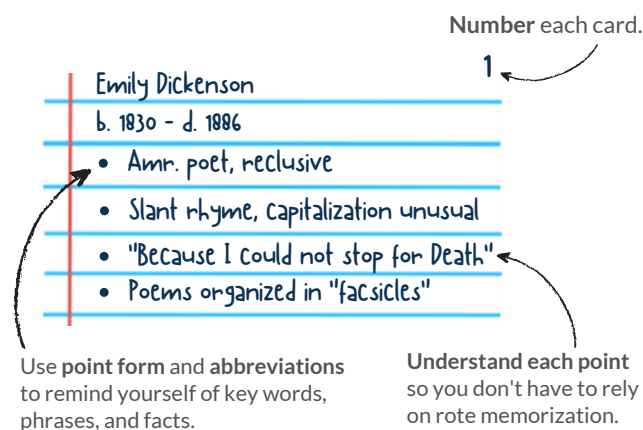 Number each card.
1
Emily Dickenson
b. 1830 - d. 1886
• Amr. poet, reclusive
• Slant rhyme, capitalization unusual
• "Because I could not stop for Death"
• Poems organized in "facsicles"
Use point form and abbreviations
to remind yourself of key words,
phrases, and facts.
Understand each point
so you don't have to rely
on rote memorization.